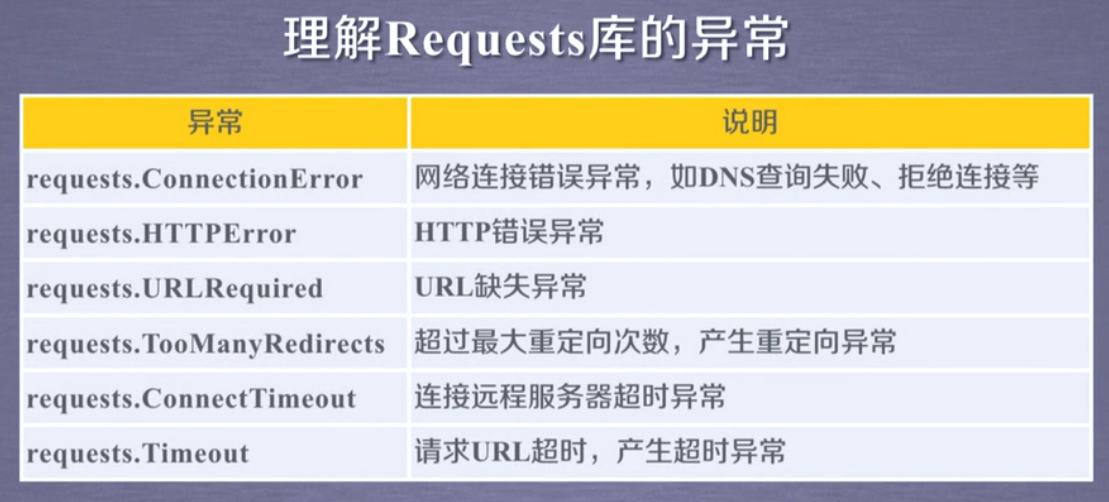 理解Requests库的异常
异常 说明
requests.ConnectionError 网络连接错误异常，如DNS查询失败、拒绝连接等
requests.HTTPError HTTP错误异常
requests.URLRequired URL缺失异常
requests.TooManyRedirects 超过最大重定向次数，产生重定向异常
requests.ConnectTimeout 连接远程服务器超时异常
requests.Timeout 请求URL超时，产生超时异常